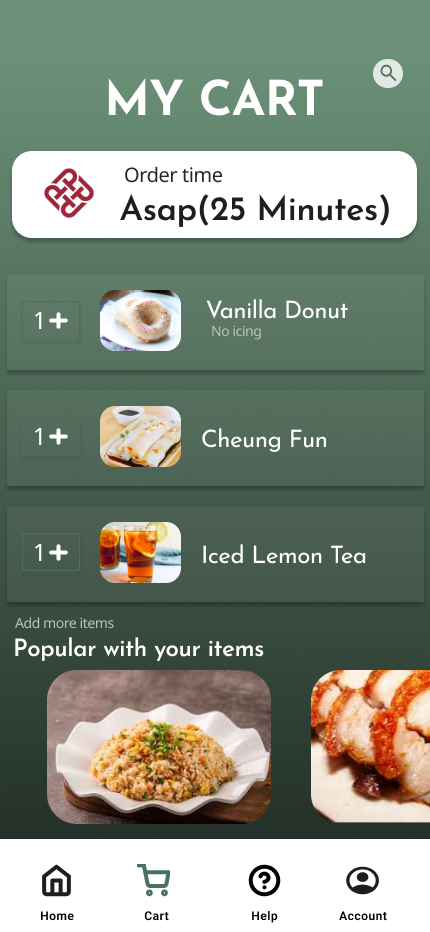 MY CART
Order time
Asap(25 Minutes)
1+
Vanilla Donut
No icing
1+
Cheung Fun
1+
Iced Lemon Tea
Add more items
Popular with your items
Home
Cart
Help
Account